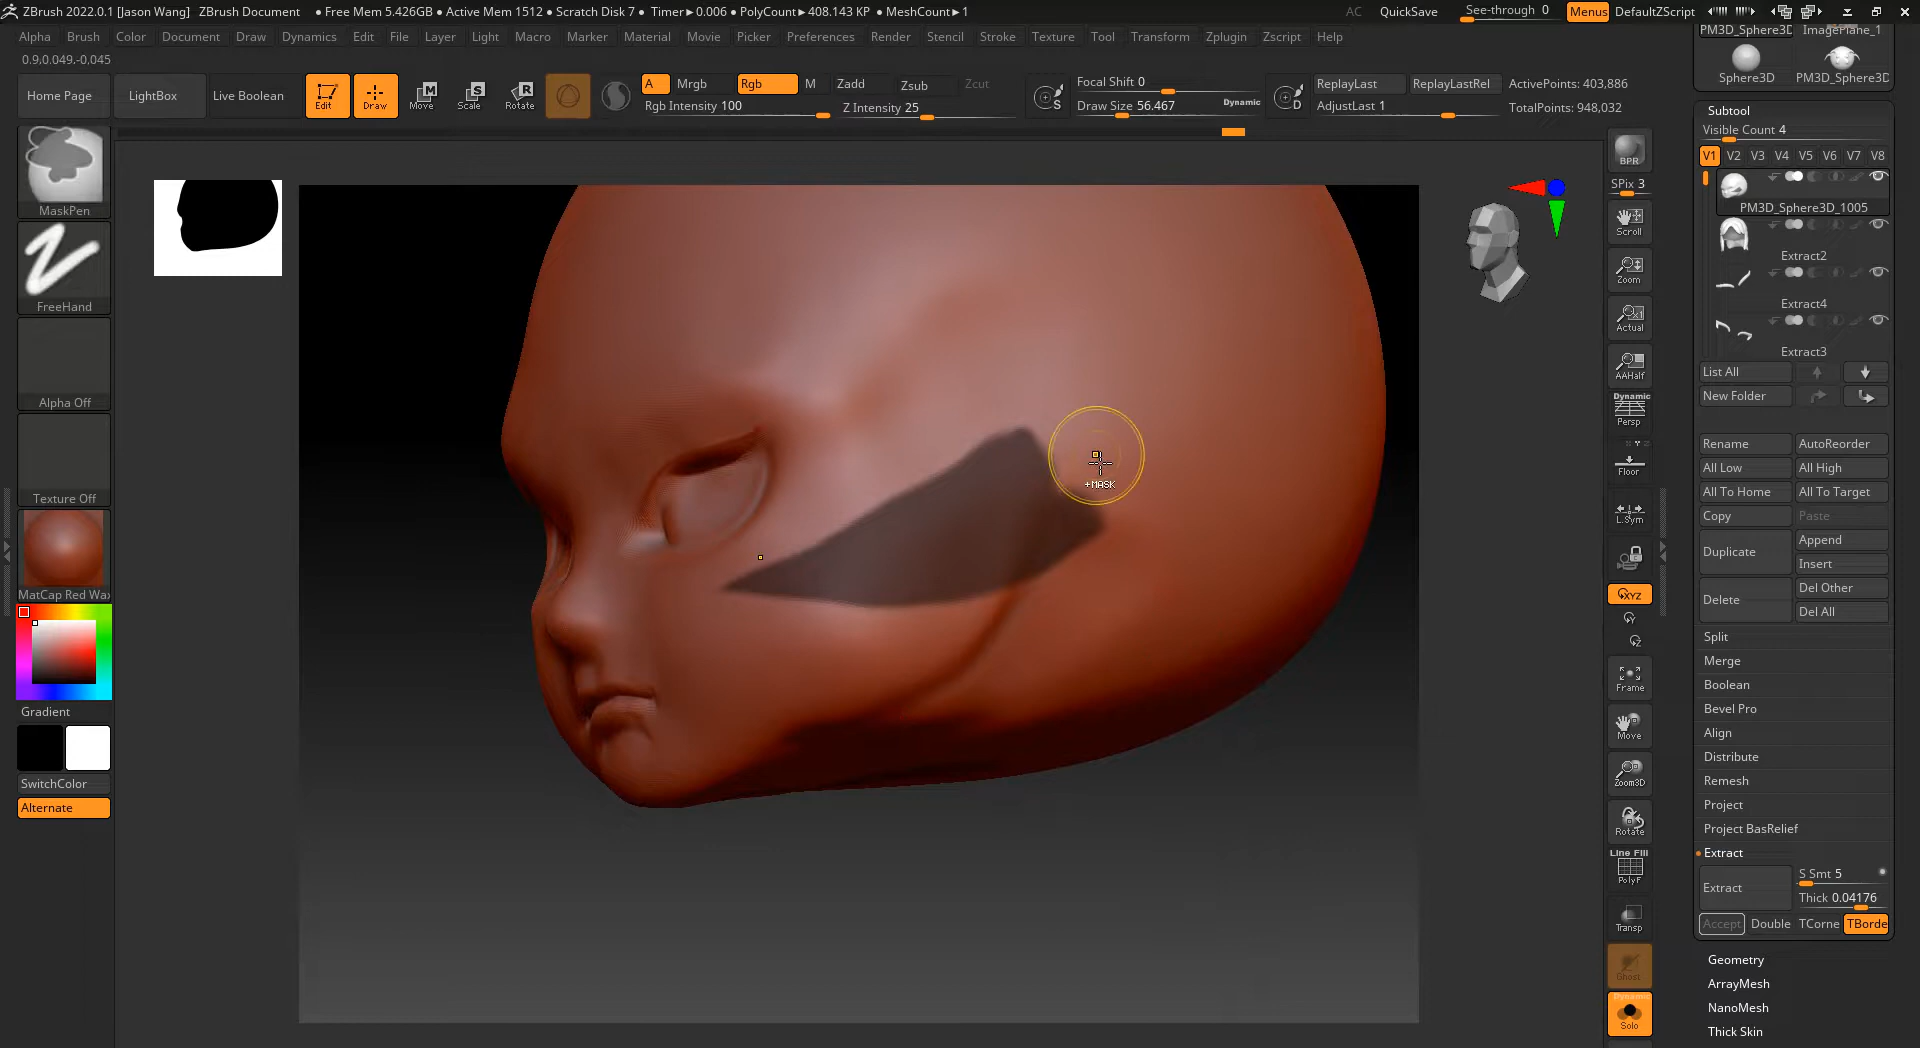 ZBrush 2022.0.1 [Jason Wang] ZBrush Document • Free Mem 5.426GB • Active Mem 1512 • Scratch Disk 7 • Timer►0.006 • PolyCount►408.143 KP • MeshCount►1 AC QuickSave See-through 0 Menus DefaultZScript
Alpha Brush Color Document Draw Dynamics Edit File Layer Light Macro Marker Material Movie Picker Preferences Render Stencil Stroke Texture Tool Transform Zplugin Zscript Help
0.9,0.049,-0.045
Home Page LightBox Live Boolean Edit Draw Move Scale Rotate
A Mrgb Rgb M Zadd Zsub Zcut
Rgb Intensity 100 Z Intensity 25
S
Focal Shift 0
Draw Size 56.467 Dynamic
D
ReplayLast ReplayLastRel
AdjustLast 1
ActivePoints: 403,886
TotalPoints: 948,032
MaskPen
FreeHand
Alpha Off
Texture Off
MatCap Red Wax
Gradient
SwitchColor
Alternate
+MASK
BPR
SPix 3
Scroll
Zoom
Actual
AAHalf
Dynamic
Persp
Floor
L.Sym
XYZ
Y
Z
Frame
Move
Zoom3D
Rotate
Line Fill
PolyF
Transp
Ghost
Dynamic
Solo
PM3D_Sphere3D ImagePlane_1
Sphere3D PM3D_Sphere3D
Subtool
Visible Count 4
V1 V2 V3 V4 V5 V6 V7 V8
PM3D_Sphere3D_1005
Extract2
Extract4
Extract3
List All
New Folder
Rename AutoReorder
All Low All High
All To Home All To Target
Copy Paste
Duplicate Append
Insert
Delete Del Other
Del All
Split
Merge
Boolean
Bevel Pro
Align
Distribute
Remesh
Project
Project BasRelief
Extract
Extract S Smt 5
Thick 0.04176
Accept Double TCorne TBorde
Geometry
ArrayMesh
NanoMesh
Thick Skin